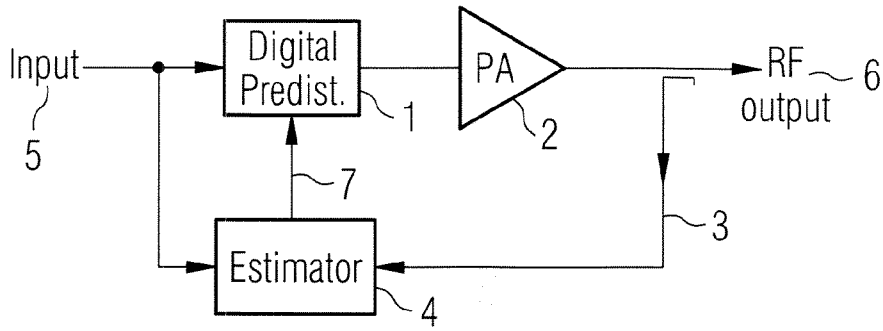 Input
5
Digital
Predist.
1
PA
2
RF
output
6
7
3
Estimator
4